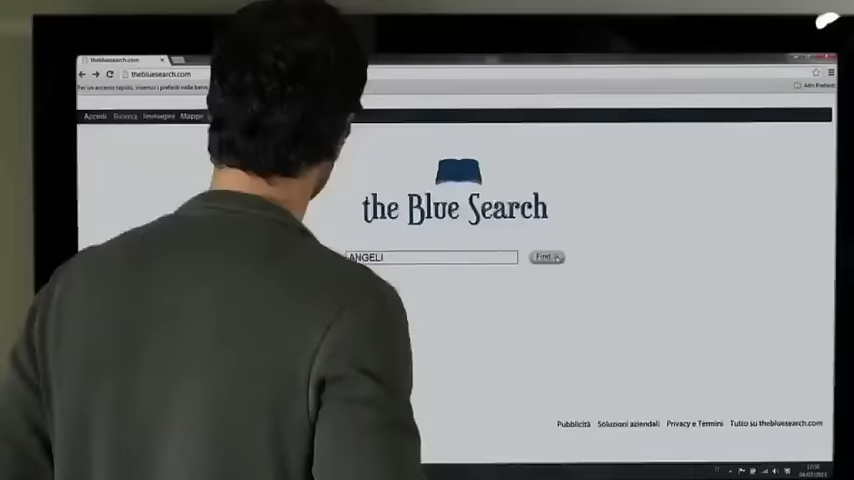 thebluesearch.com
thebluesearch.com
Per un accesso rapido, inserisci i preferiti nella barra
Altri Preferiti
Accedi Ricerca Immagini Mappe
the Blue Search
ANGELI
Find
Pubblicità Soluzioni aziendali Privacy e Termini Tutto su thebluesearch.com